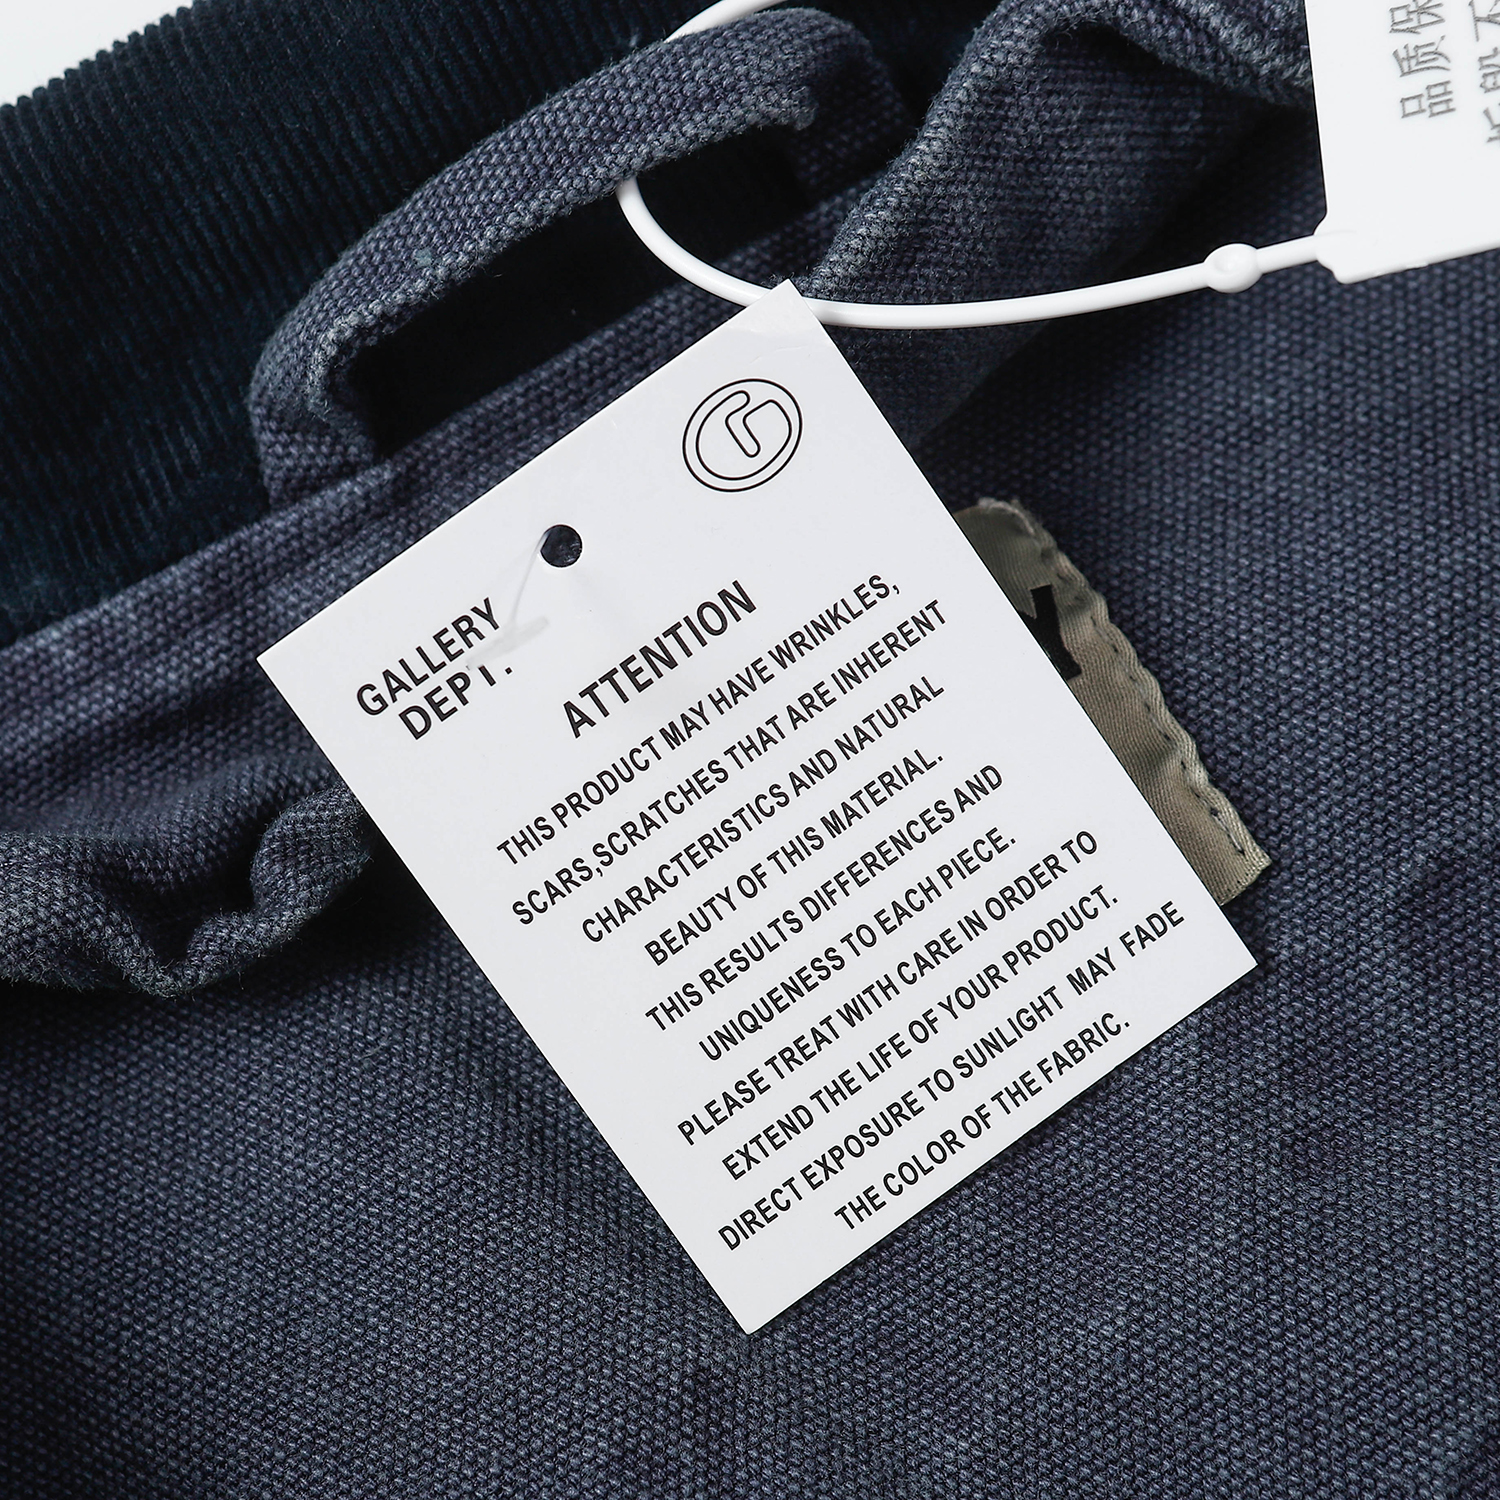 品质保
GALLERY
DEPT.
ATTENTION
THIS PRODUCT MAY HAVE WRINKLES,
SCARS,SCRATCHES THAT ARE INHERENT
CHARACTERISTICS AND NATURAL
BEAUTY OF THIS MATERIAL.
THIS RESULTS DIFFERENCES AND
UNIQUENESS TO EACH PIECE.
PLEASE TREAT WITH CARE IN ORDER TO
EXTEND THE LIFE OF YOUR PRODUCT.
DIRECT EXPOSURE TO SUNLIGHT MAY FADE
THE COLOR OF THE FABRIC.
Y